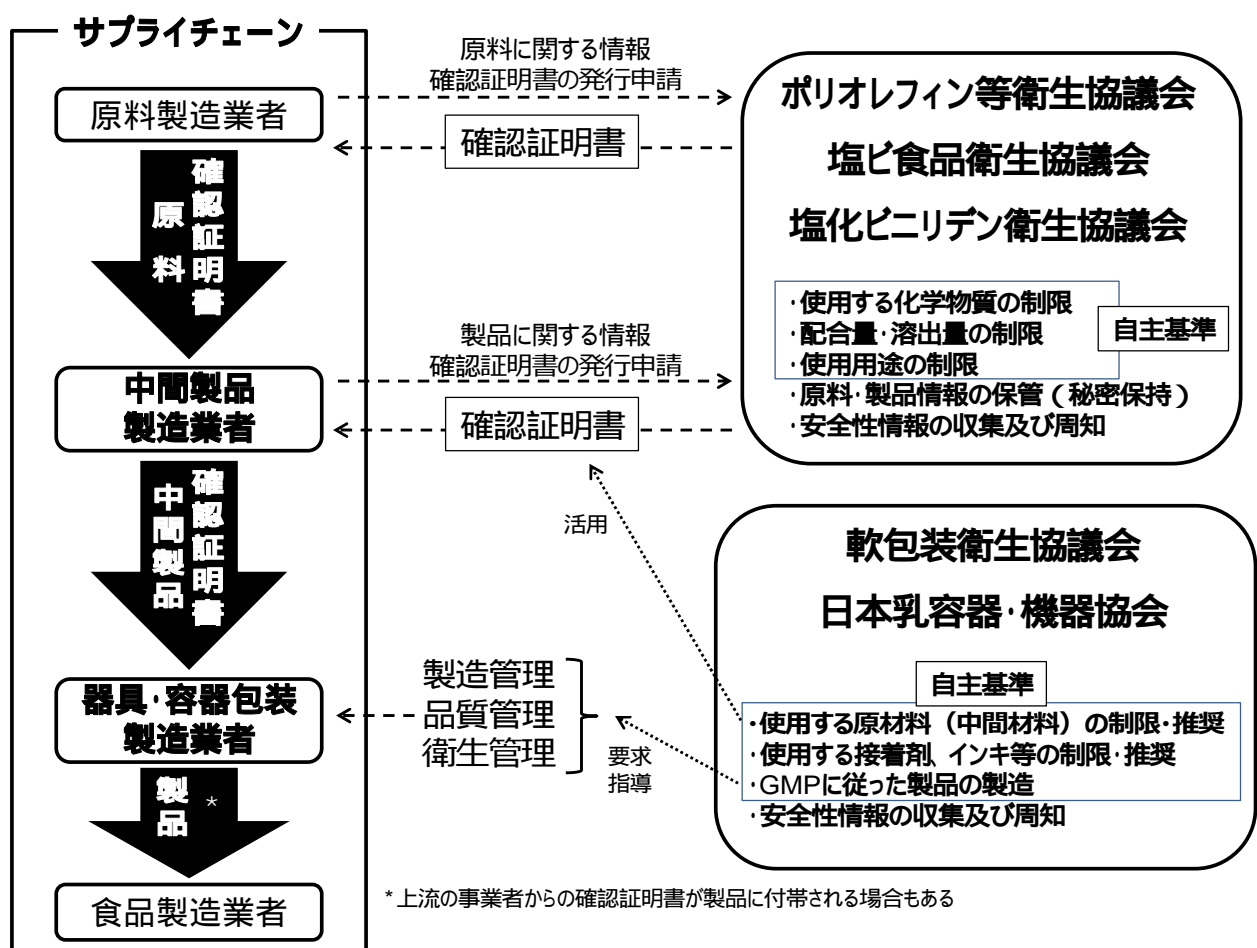 サプライチェーン
原料に関する情報
確認証明書の発行申請
原料製造業者
確認証明書
原料
確認証明書
製品に関する情報
確認証明書の発行申請
中間製品
製造業者
確認証明書
中間製品
確認証明書
器具・容器包装
製造業者
製造管理
品質管理
衛生管理
製品 *
食品製造業者
ポリオレフィン等衛生協議会
塩ビ食品衛生協議会
塩化ビニリデン衛生協議会
・使用する化学物質の制限
・配合量・溶出量の制限
・使用用途の制限
自主基準
・原料・製品情報の保管(秘密保持)
・安全性情報の収集及び周知
活用
要求
指導
軟包装衛生協議会
日本乳容器・機器協会
自主基準
・使用する原材料(中間材料)の制限・推奨
・使用する接着剤、インキ等の制限・推奨
・GMPに従った製品の製造
・安全性情報の収集及び周知
*上流の事業者からの確認証明書が製品に付帯される場合もある